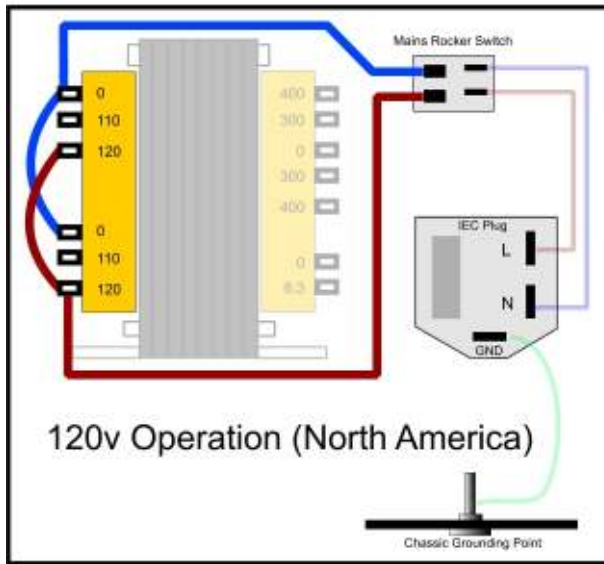 Mains Rocker Switch
0
110
120
0
110
120
400
300
0
300
400
0
6.3
IEC Plug
L
N
GND
120v Operation (North America)
Chassic Grounding Point